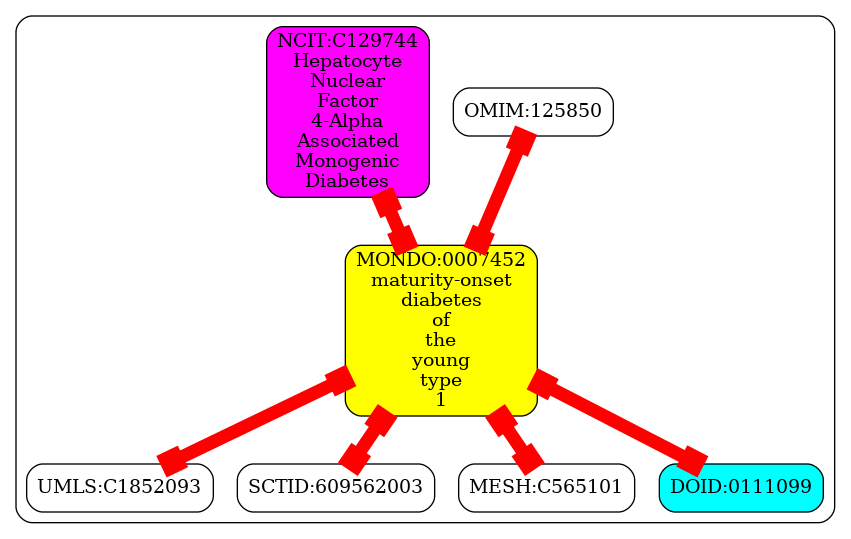 NCIT:C129744
Hepatocyte
Nuclear
Factor
4-Alpha
Associated
Monogenic
Diabetes
OMIM:125850
MONDO:0007452
maturity-onset
diabetes
of
the
young
type
1
UMLS:C1852093
SCTID:609562003
MESH:C565101
DOID:0111099